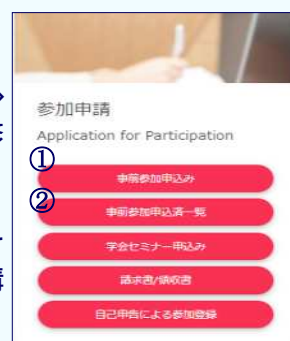 参加申請
Application for Participation
①
事前参加申込み
②
事前参加申込済一覧
学会セミナー申込み
請求書/領収書
自己申告による参加登録